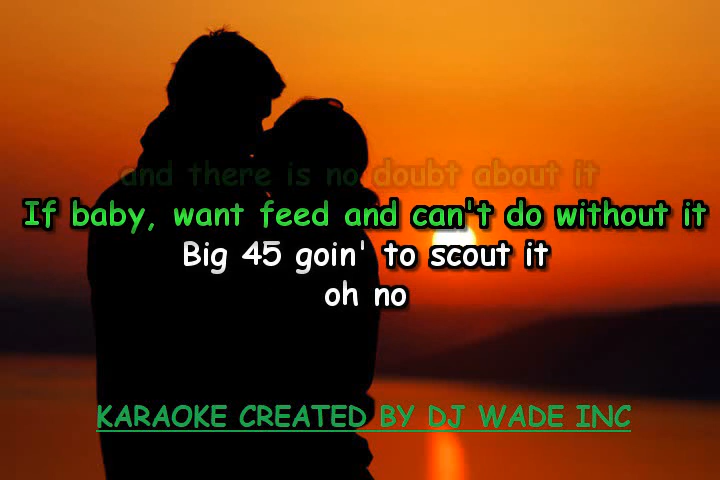 and there is no doubt about it
If baby, want feed and can't do without it
Big 45 goin' to scout it
oh no
KARAOKE CREATED BY DJ WADE INC